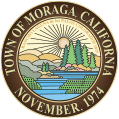 TOWN OF MORAGA, CALIFORNIA
NOVEMBER, 1974